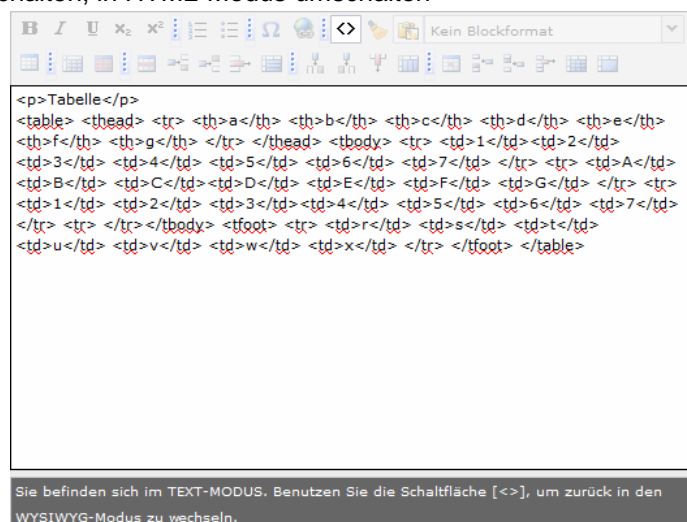 in HTML-Modus umschalten
B I U x₂ x² Ω <> Kein Blockformat
<p>Tabelle</p>
<table> <thead> <tr> <th>a</th> <th>b</th> <th>c</th> <th>d</th> <th>e</th>
<th>f</th> <th>g</th> </tr> </thead> <tbody> <tr> <td>1</td><td>2</td>
<td>3</td> <td>4</td> <td>5</td> <td>6</td> <td>7</td> </tr> <tr> <td>A</td>
<td>B</td> <td>C</td><td>D</td> <td>E</td> <td>F</td> <td>G</td> </tr> <tr>
<td>1</td> <td>2</td> <td>3</td><td>4</td> <td>5</td> <td>6</td> <td>7</td>
</tr> <tr> </tr></tbody> <tfoot> <tr> <td>r</td> <td>s</td> <td>t</td>
<td>u</td> <td>v</td> <td>w</td> <td>x</td> </tr> </tfoot> </table>
Sie befinden sich im TEXT-MODUS. Benutzen Sie die Schaltfläche [<>], um zurück in den
WYSIWYG-Modus zu wechseln.